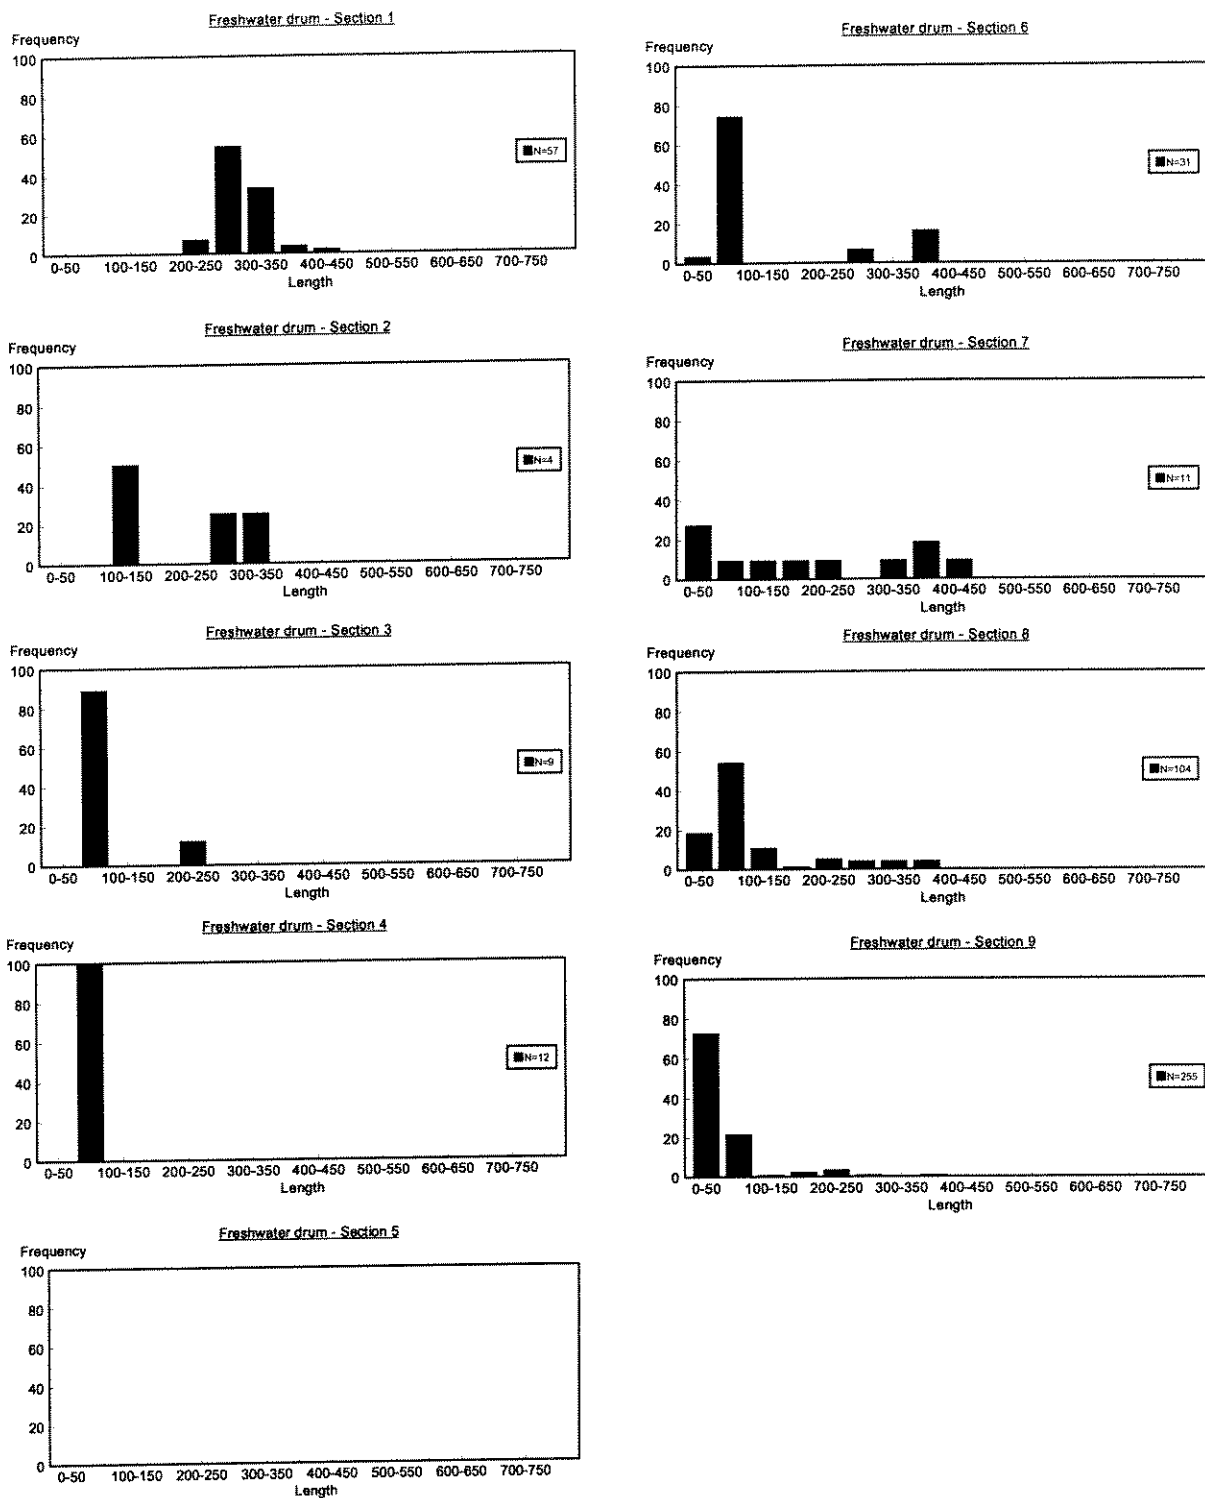 Freshwater drum - Section 1
Frequency
100
80
60
40
20
0
N=57
0-50 100-150 200-250 300-350 400-450 500-550 600-650 700-750
Length
Freshwater drum - Section 2
Frequency
100
80
60
40
20
0
N=4
0-50 100-150 200-250 300-350 400-450 500-550 600-650 700-750
Length
Freshwater drum - Section 3
Frequency
100
80
60
40
20
0
N=9
0-50 100-150 200-250 300-350 400-450 500-550 600-650 700-750
Length
Freshwater drum - Section 4
Frequency
100
80
60
40
20
0
N=12
0-50 100-150 200-250 300-350 400-450 500-550 600-650 700-750
Length
Freshwater drum - Section 5
Frequency
100
80
60
40
20
0
0-50 100-150 200-250 300-350 400-450 500-550 600-650 700-750
Length
Freshwater drum - Section 6
Frequency
100
80
60
40
20
0
N=31
0-50 100-150 200-250 300-350 400-450 500-550 600-650 700-750
Length
Freshwater drum - Section 7
Frequency
100
80
60
40
20
0
N=11
0-50 100-150 200-250 300-350 400-450 500-550 600-650 700-750
Length
Freshwater drum - Section 8
Frequency
100
80
60
40
20
0
N=104
0-50 100-150 200-250 300-350 400-450 500-550 600-650 700-750
Length
Freshwater drum - Section 9
Frequency
100
80
60
40
20
0
N=255
0-50 100-150 200-250 300-350 400-450 500-550 600-650 700-750
Length